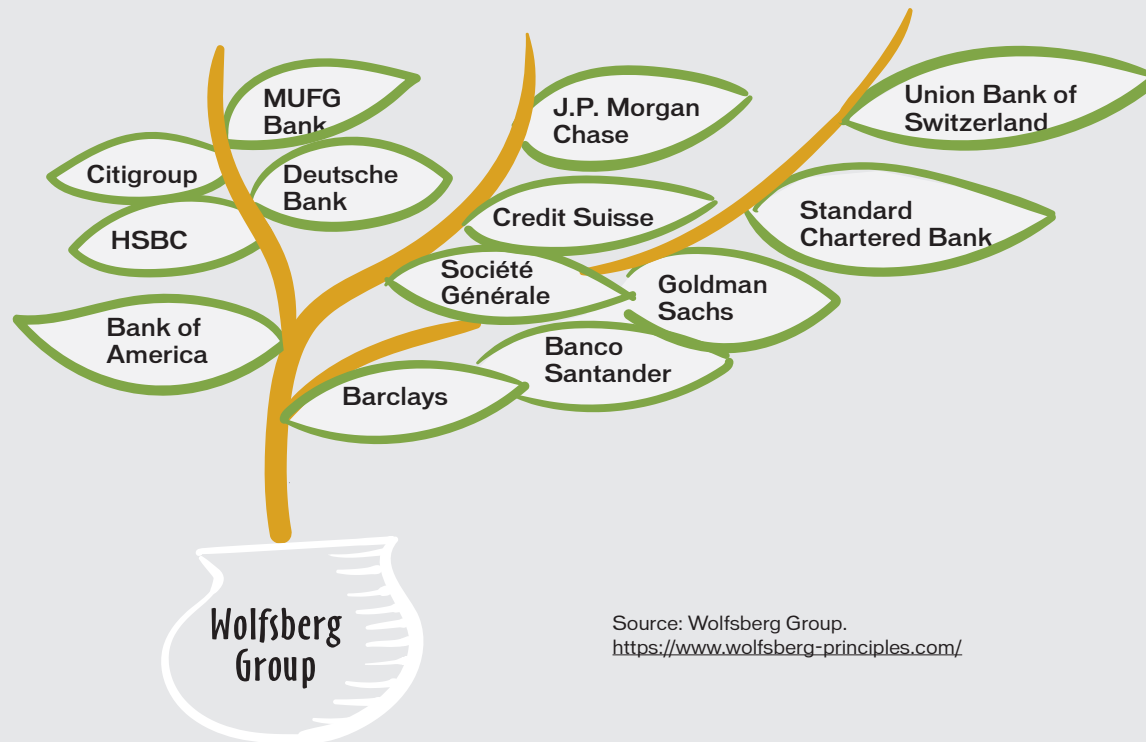 MUFG
Bank
J.P. Morgan
Chase
Union Bank of
Switzerland
Citigroup
Deutsche
Bank
HSBC
Credit Suisse
Standard
Chartered Bank
Société
Générale
Goldman
Sachs
Bank of
America
Banco
Santander
Barclays
Wolfsberg
Group
Source: Wolfsberg Group.
https://www.wolfsberg-principles.com/